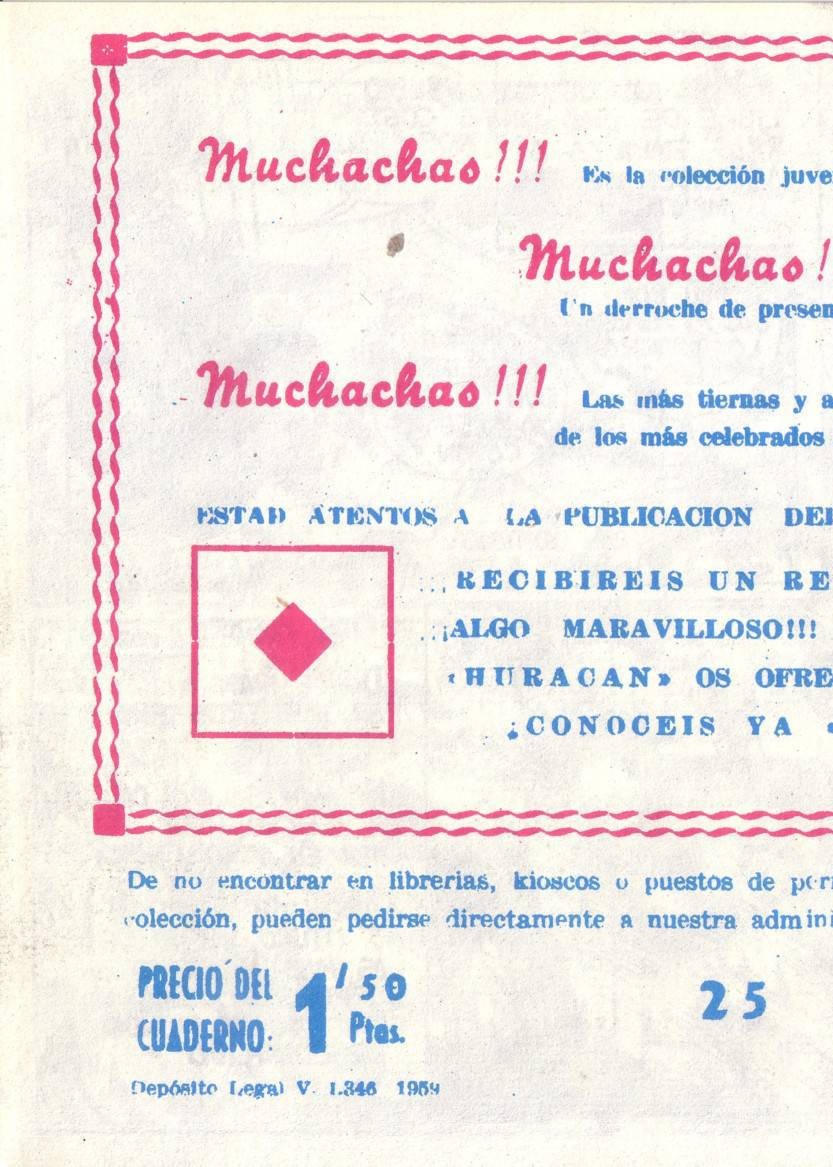 Muchachas!!! Es la colección juve
Muchachas!
Un derroche de presen
Muchachas!!! Las más tiernas y a
de los más celebrados
ESTAD ATENTOS A LA PUBLICACION DEL
¡¡¡RECIBIREIS UN RE
¡¡¡ALGO MARAVILLOSO!!!
«HURACAN» OS OFRE
¿CONOCEIS YA «
De no encontrar en librerias, kioscos o puestos de peri
colección, pueden pedirse directamente a nuestra admini
PRECIO DEL
CUADERNO: 1'50 Ptas.
25
Depósito Legal V. 1.346 1959